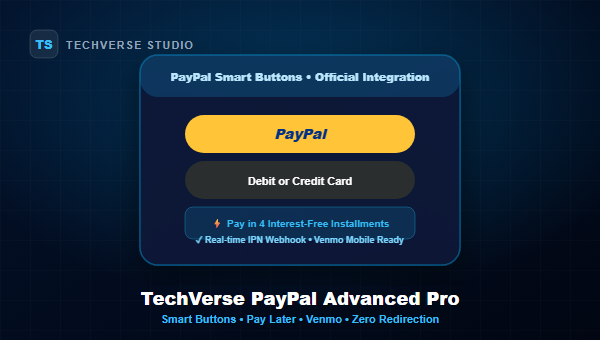 TS TECHVERSE STUDIO
PayPal Smart Buttons • Official Integration
PayPal
Debit or Credit Card
⚡ Pay in 4 Interest-Free Installments
✓ Real-time IPN Webhook • Venmo Mobile Ready
TechVerse PayPal Advanced Pro
Smart Buttons • Pay Later • Venmo • Zero Redirection